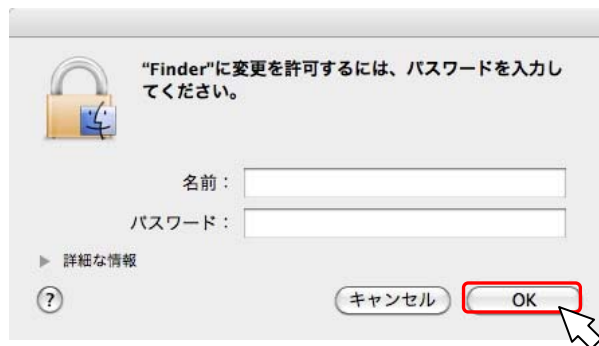 “Finder"に変更を許可するには、パスワードを入力し
てください。
名前：
パスワード：
詳細な情報
?
キャンセル
OK